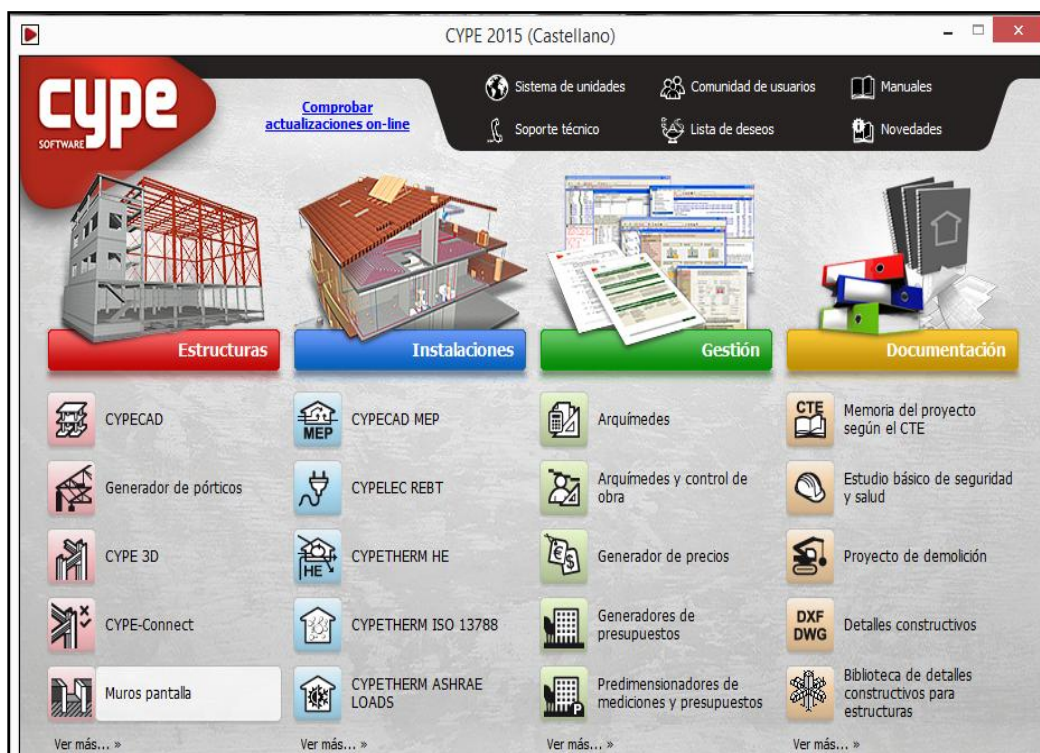 CYPE 2015 (Castellano)
cype
SOFTWARE
Comprobar
actualizaciones on-line
Sistema de unidades
Comunidad de usuarios
Manuales
Soporte técnico
Lista de deseos
Novedades
Estructuras
Instalaciones
Gestión
Documentación
CYPECAD
Generador de pórticos
CYPE 3D
CYPE-Connect
Muros pantalla
Ver más... »
MEP
CYPECAD MEP
CYPELEC REBT
HE
CYPETHERM HE
CYPETHERM ISO 13788
CYPETHERM ASHRAE
LOADS
Ver más... »
Arquímedes
Arquímedes y control de
obra
€ $
Generador de precios
Generadores de
presupuestos
P
Predimensionadores de
mediciones y presupuestos
Ver más... »
CTE
Memoria del proyecto
según el CTE
Estudio básico de seguridad
y salud
Proyecto de demolición
DXF
DWG
Detalles constructivos
Biblioteca de detalles
constructivos para
estructuras
Ver más... »